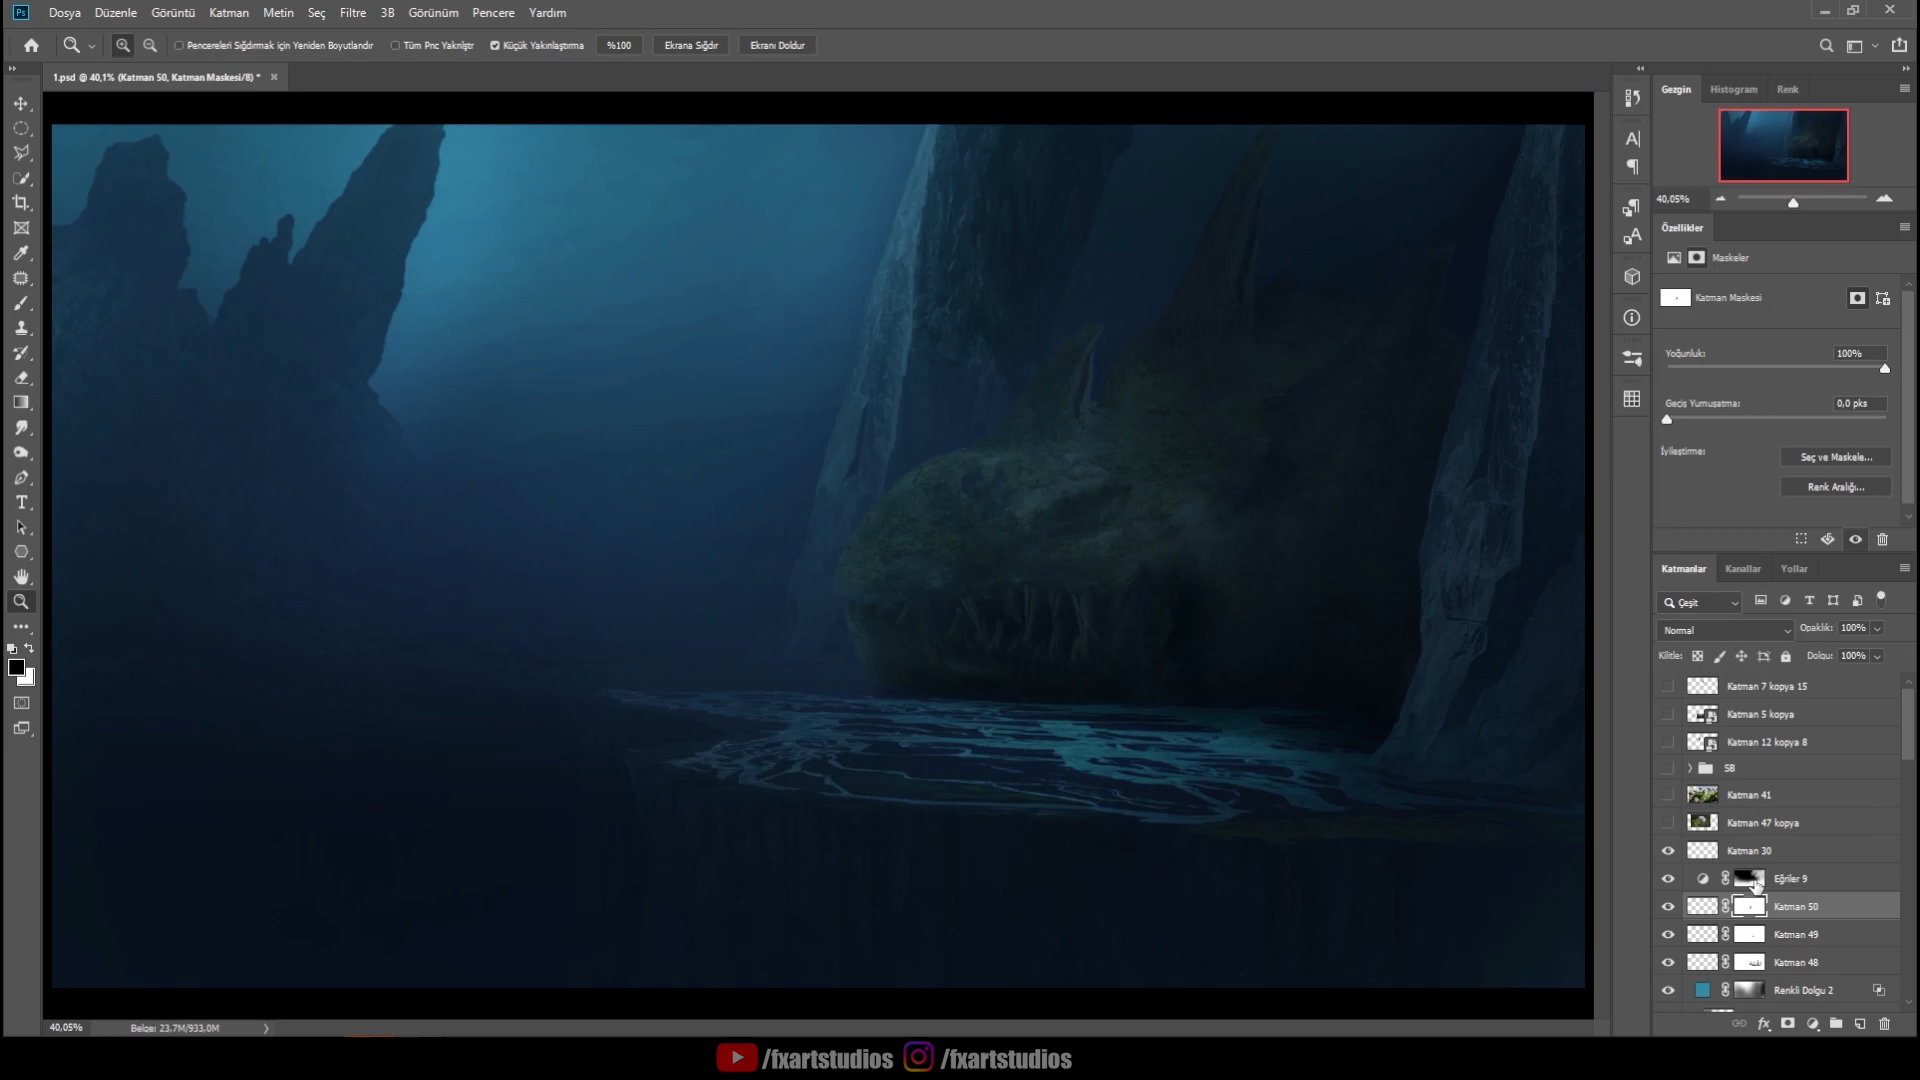 Ps Dosya Düzenle Görüntü Katman Metin Seç Filtre 3B Görünüm Pencere Yardım
Pencereleri Sığdırmak için Yeniden Boyutlandır Tüm Pnc Yaknlştr Küçük Yakınlaştırma %100 Ekrana Sığdır Ekranı Doldur
1.psd @ 40,1% (Katman 50, Katman Maskesi/8) *
Gezgin Histogram Renk
40,05%
Özellikler
Maskeler
Katman Maskesi
Yoğunluk: 100%
Geçiş Yumuşatma: 0,0 pks
İyileştirme: Seç ve Maskele...
Renk Aralığı...
Katmanlar Kanallar Yollar
Çeşit
Normal Opaklık: 100%
Kilitle: Dolgu: 100%
Katman 7 kopya 15
Katman 5 kopya
Katman 12 kopya 8
SB
Katman 41
Katman 47 kopya
Katman 30
Eğriler 9
Katman 50
Katman 49
Katman 48
Renkli Dolgu 2
fx
40,05% Belge: 23,7M/933,0M
/fxartstudios /fxartstudios